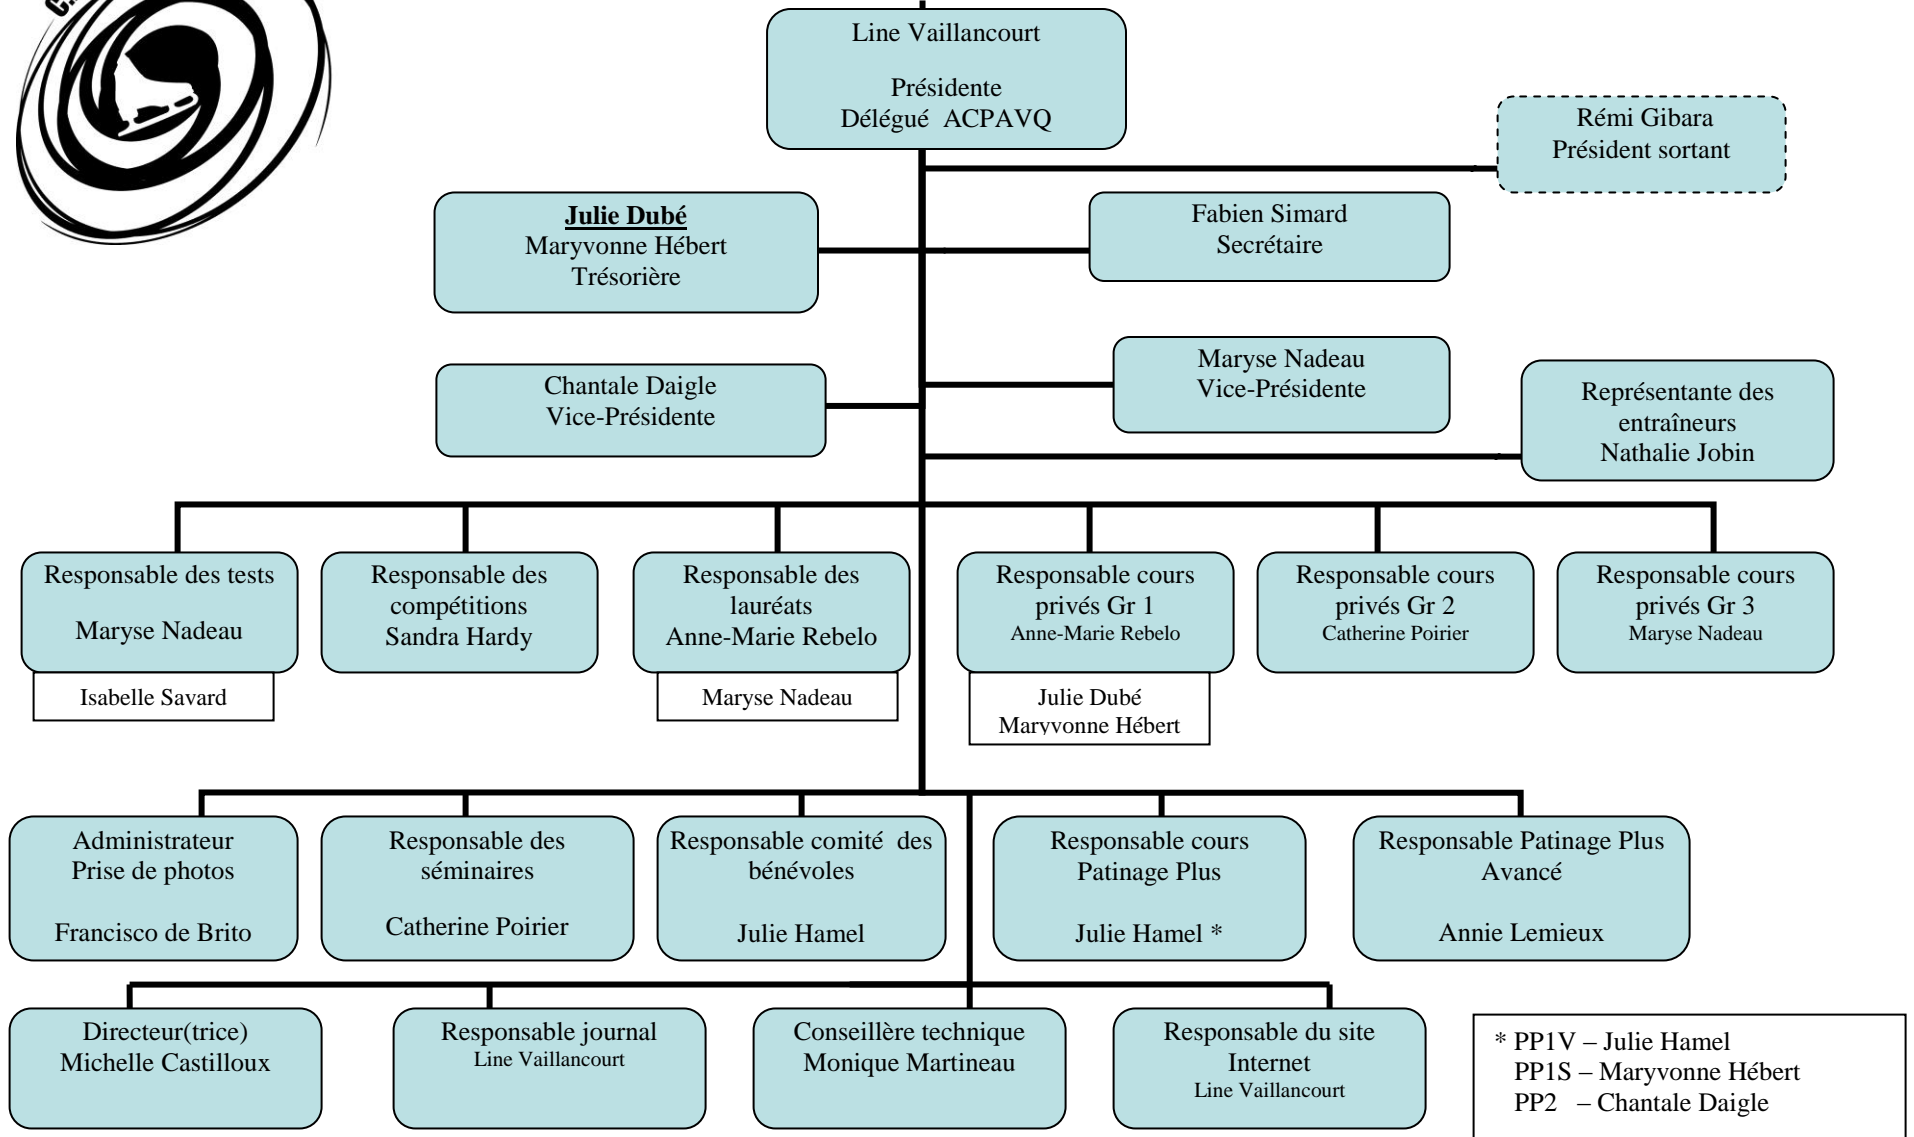 Line Vaillancourt
Présidente
Délégué ACPAVQ
Rémi Gibara
Président sortant
Julie Dubé
Maryvonne Hébert
Trésorière
Fabien Simard
Secrétaire
Chantale Daigle
Vice-Présidente
Maryse Nadeau
Vice-Présidente
Représentante des
entraîneurs
Nathalie Jobin
Responsable des tests
Maryse Nadeau
Isabelle Savard
Responsable des
compétitions
Sandra Hardy
Responsable des
lauréats
Anne-Marie Rebelo
Maryse Nadeau
Responsable cours
privés Gr 1
Anne-Marie Rebelo
Julie Dubé
Maryvonne Hébert
Responsable cours
privés Gr 2
Catherine Poirier
Responsable cours
privés Gr 3
Maryse Nadeau
Administrateur
Prise de photos
Francisco de Brito
Responsable des
séminaires
Catherine Poirier
Responsable comité des
bénévoles
Julie Hamel
Responsable cours
Patinage Plus
Julie Hamel *
Responsable Patinage Plus
Avancé
Annie Lemieux
Directeur(trice)
Michelle Castilloux
Responsable journal
Line Vaillancourt
Conseillère technique
Monique Martineau
Responsable du site
Internet
Line Vaillancourt
* PP1V – Julie Hamel
PP1S – Maryvonne Hébert
PP2 – Chantale Daigle